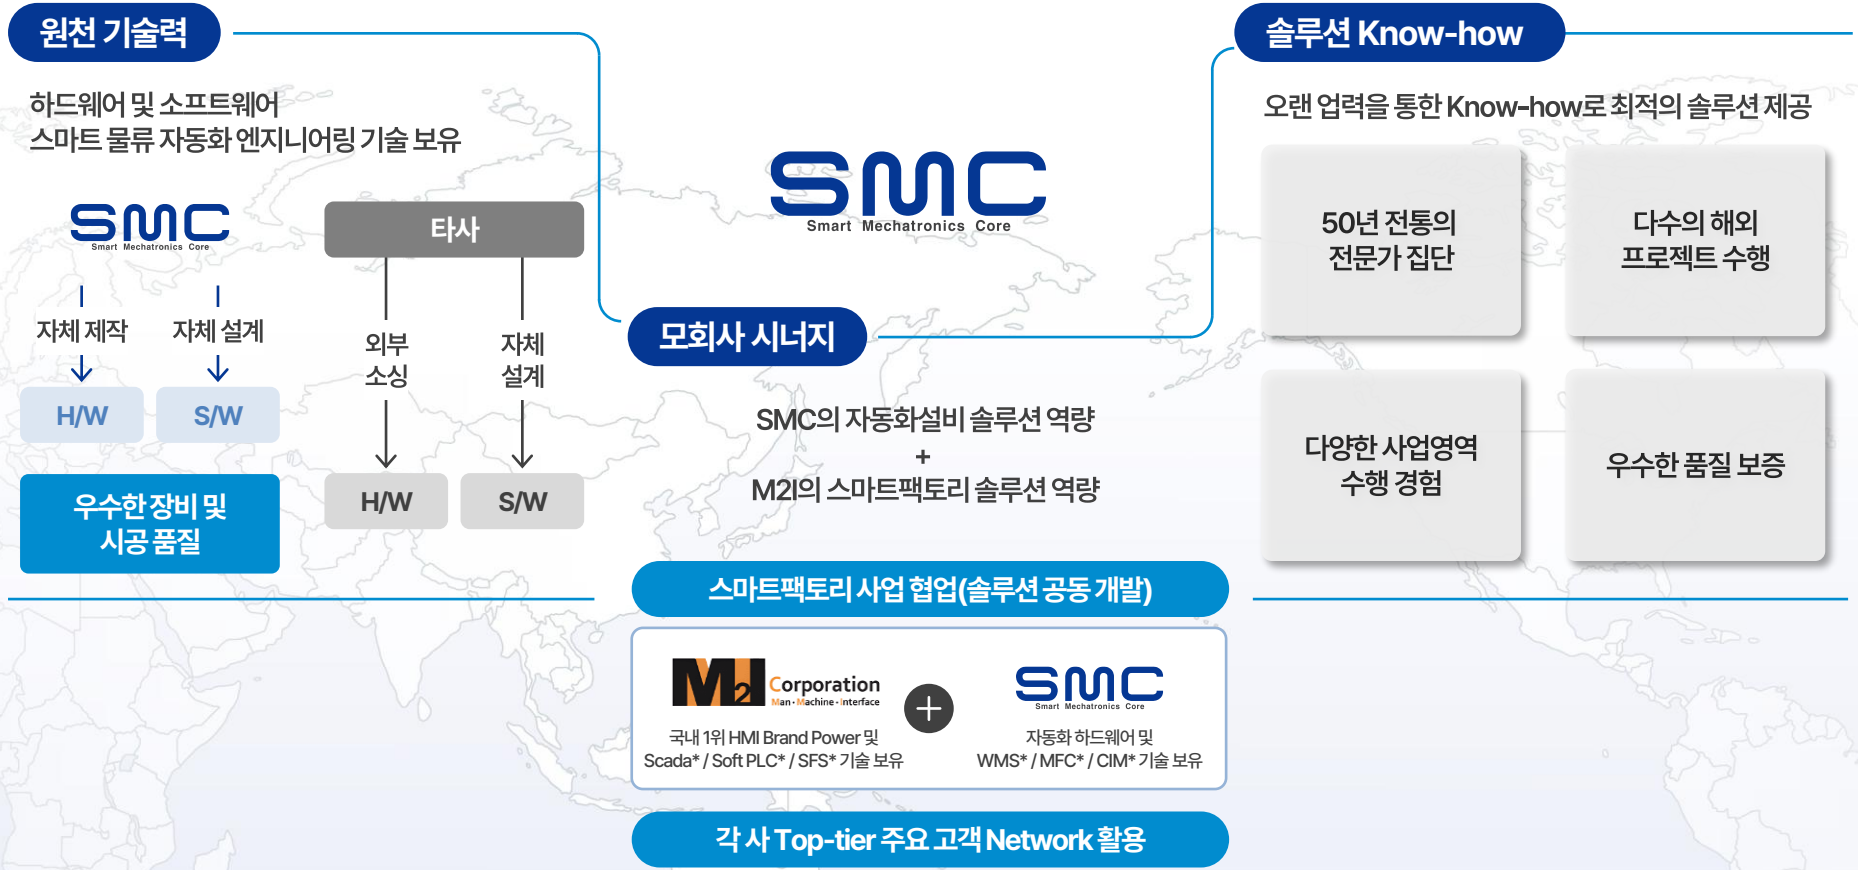 원천 기술력
하드웨어 및 소프트웨어
스마트 물류 자동화 엔지니어링 기술 보유
SMC
Smart Mechatronics Core
타사
자체 제작
자체 설계
외부
소싱
자체
설계
H/W
S/W
H/W
S/W
우수한 장비 및
시공 품질
SMC
Smart Mechatronics Core
모회사 시너지
SMC의 자동화설비 솔루션 역량
+
M2I의 스마트팩토리 솔루션 역량
스마트팩토리 사업 협업(솔루션 공동 개발)
M2I Corporation
Man·Machine·Interface
국내 1위 HMI Brand Power 및
Scada* / Soft PLC* / SFS* 기술 보유
+
SMC
Smart Mechatronics Core
자동화 하드웨어 및
WMS* / MFC* / CIM* 기술 보유
각 사 Top-tier 주요 고객 Network 활용
솔루션 Know-how
오랜 업력을 통한 Know-how로 최적의 솔루션 제공
50년 전통의
전문가 집단
다수의 해외
프로젝트 수행
다양한 사업영역
수행 경험
우수한 품질 보증